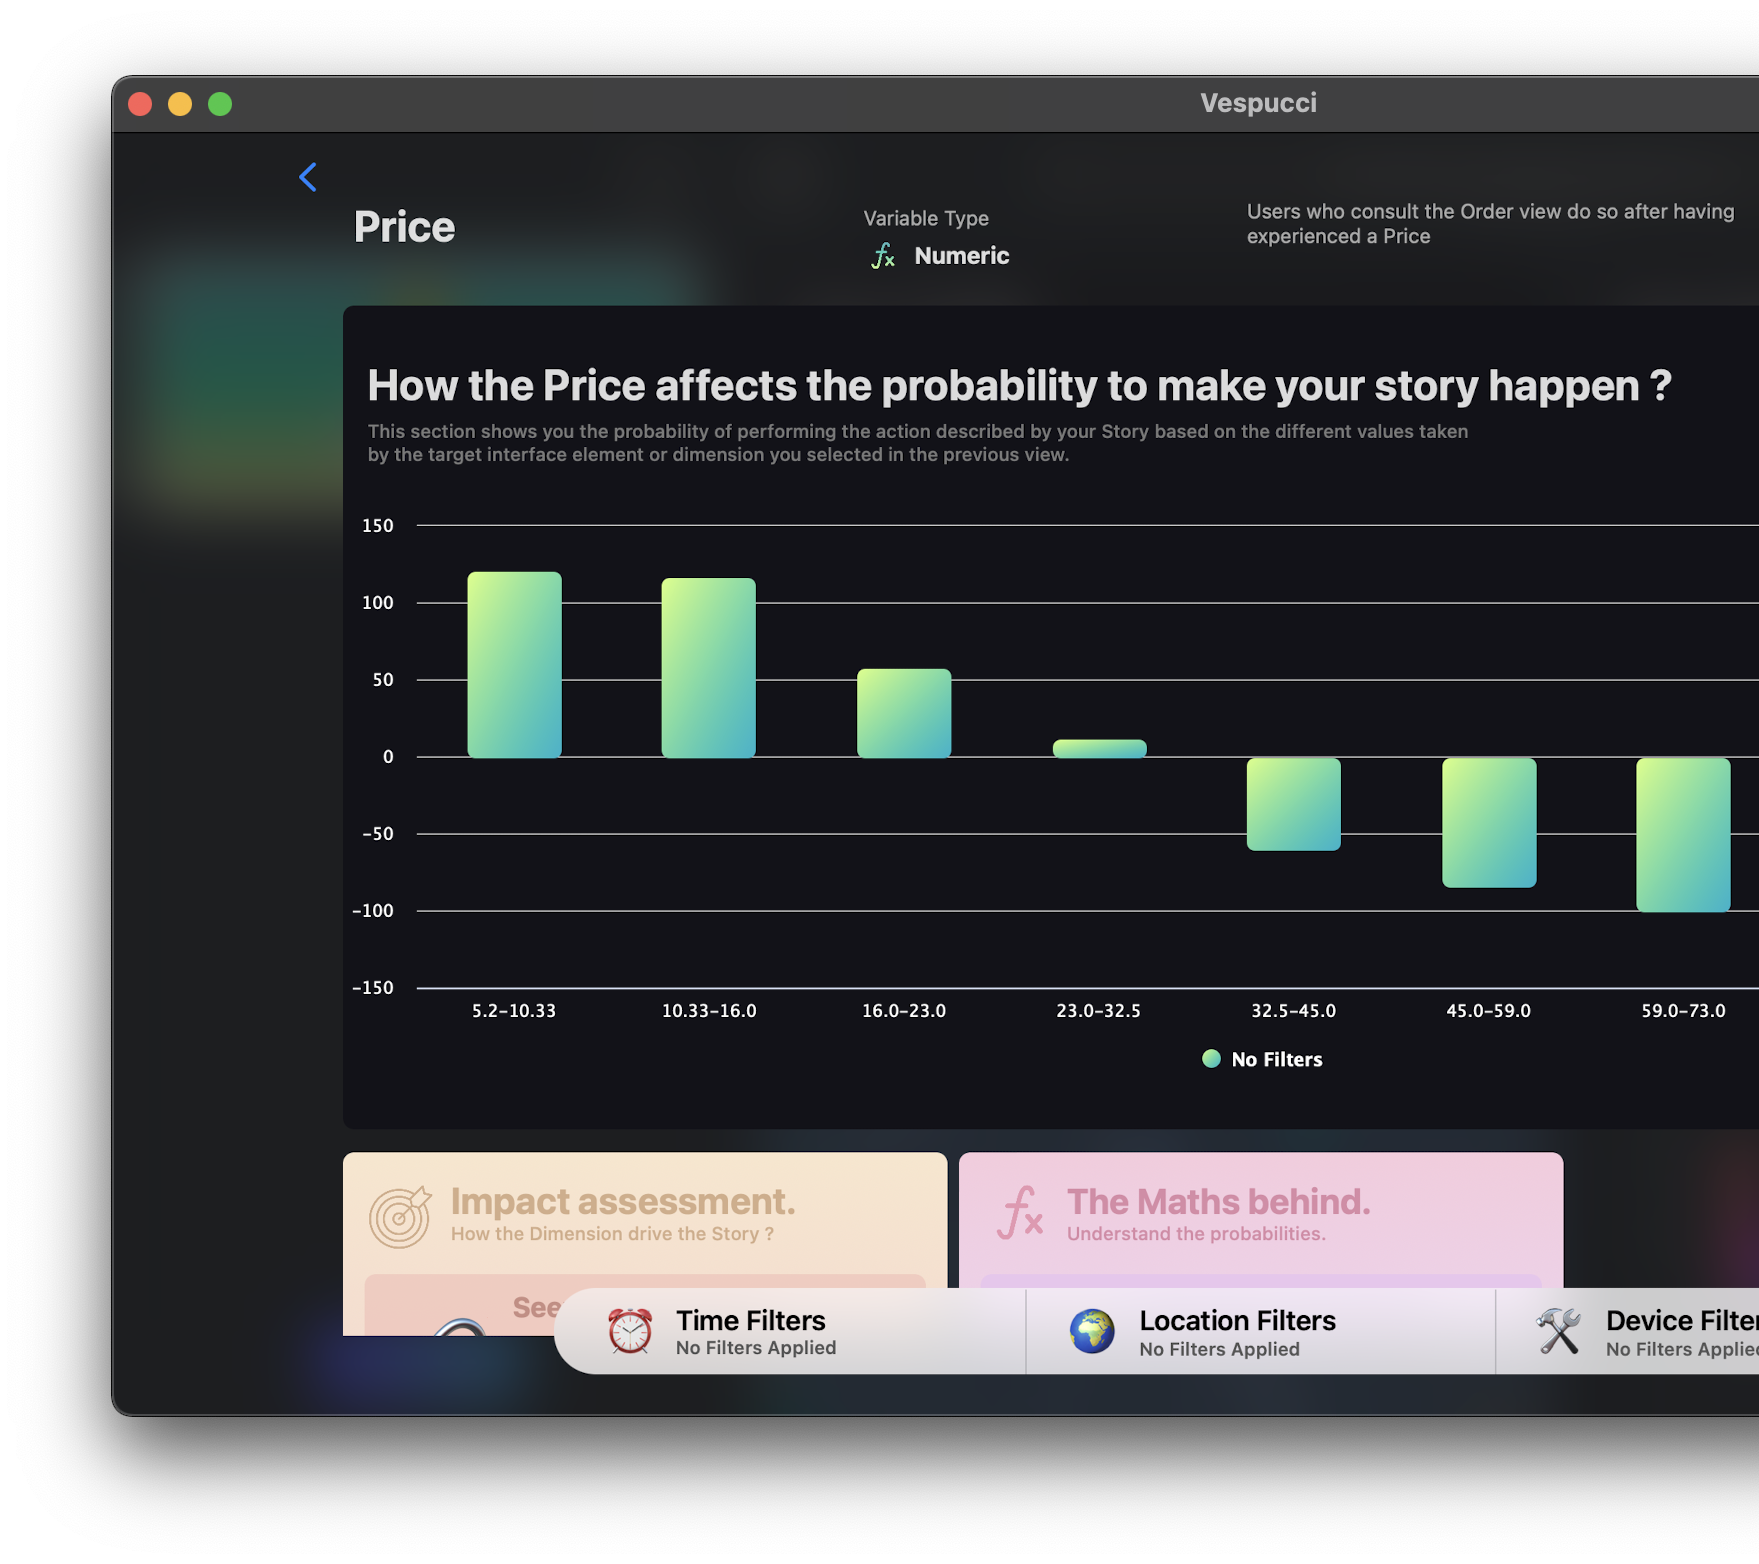 Vespucci
Price
Variable Type
fx Numeric
Users who consult the Order view do so after having
experienced a Price
How the Price affects the probability to make your story happen ?
This section shows you the probability of performing the action described by your Story based on the different values taken
by the target interface element or dimension you selected in the previous view.
150
100
50
0
-50
-100
-150
5.2-10.33
10.33-16.0
16.0-23.0
23.0-32.5
32.5-45.0
45.0-59.0
59.0-73.0
No Filters
Impact assessment.
How the Dimension drive the Story ?
See
fx
The Maths behind.
Understand the probabilities.
Time Filters
No Filters Applied
Location Filters
No Filters Applied
Device Filter
No Filters Applie